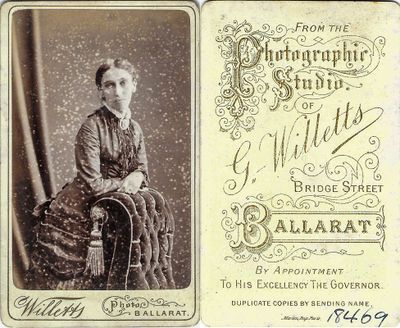 Willetts Photo.
BALLARAT.
FROM THE
Photographic
Studio.
OF
G. Willetts
BRIDGE STREET
BALLARAT
BY APPOINTMENT
TO HIS EXCELLENCY THE GOVERNOR.
DUPLICATE COPIES BY SENDING NAME.
18469